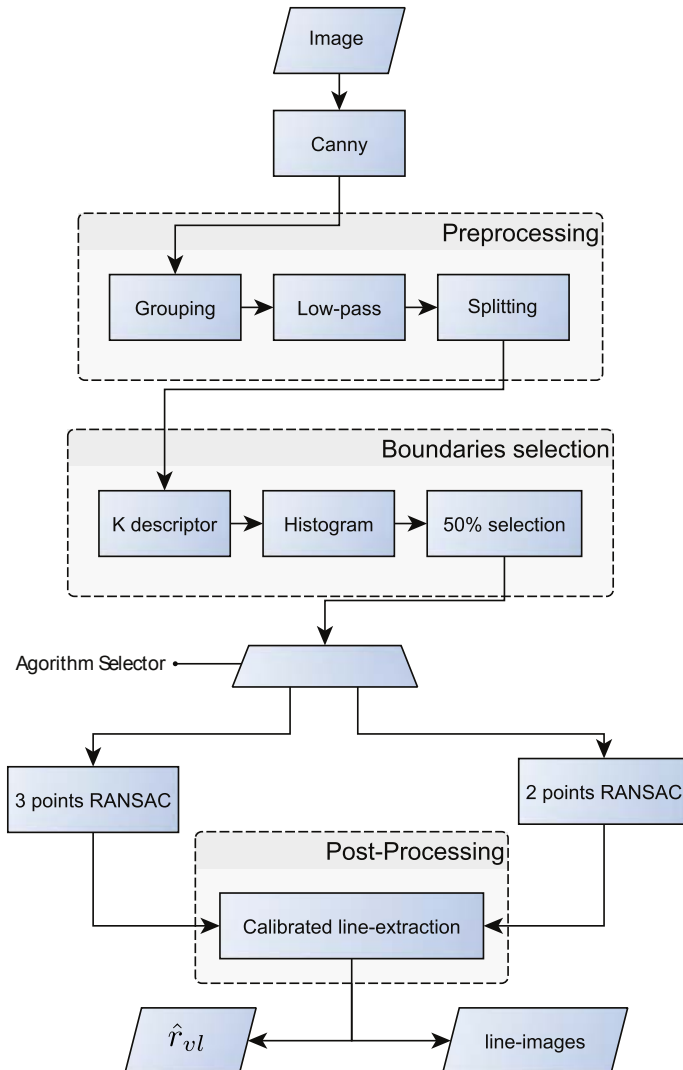 Image
Canny
Preprocessing
Grouping
Low-pass
Splitting
Boundaries selection
K descriptor
Histogram
50% selection
Agorithm Selector
3 points RANSAC
2 points RANSAC
Post-Processing
Calibrated line-extraction
r̂_{vl}
line-images